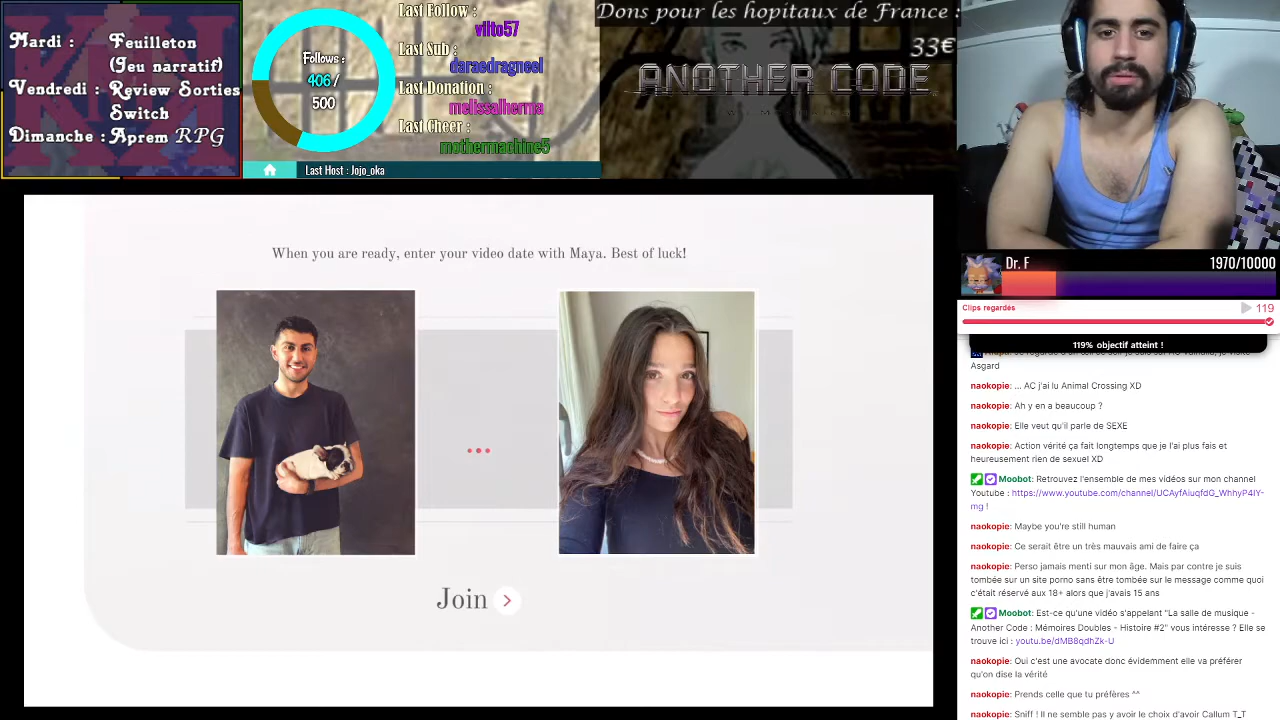 Mardi : Feuilleton
(Jeu narratif)
Vendredi : Review Sorties
Switch
Dimanche : Aprem RPG
Follows :
406/
500
Last Follow :
vilto57
Last Sub :
daraedragneel
Last Donation :
melissalherma
Last Cheer :
mothermachine5
Last Host : Jojo_oka
Dons pour les hopitaux de France :
33€
ANOTHER CODE
Dr. F
1970/10000
Clips regardés
119
119% objectif atteint !
Asgard
naokopie: ... AC j'ai lu Animal Crossing XD
naokopie: Ah y en a beaucoup ?
naokopie: Elle veut qu'il parle de SEXE
naokopie: Action vérité ça fait longtemps que je l'ai plus fais et
heureusement rien de sexuel XD
Moobot: Retrouvez l'ensemble de mes vidéos sur mon channel
Youtube : https://www.youtube.com/channel/UCAyfAiuqfdG_WhhyP4IY-
mg !
naokopie: Maybe you're still human
naokopie: Ce serait être un très mauvais ami de faire ça
naokopie: Perso jamais menti sur mon âge. Mais par contre je suis
tombée sur un site porno sans être tombée sur le message comme quoi
c'était réservé aux 18+ alors que j'avais 15 ans
Moobot: Est-ce qu'une vidéo s'appelant "La salle de musique -
Another Code : Mémoires Doubles - Histoire #2" vous intéresse ? Elle se
trouve ici : youtu.be/dMB8qdhZk-U
naokopie: Oui c'est une avocate donc évidemment elle va préférer
qu'on dise la vérité
naokopie: Prends celle que tu préfères ^^
naokopie: Sniff ! Il ne semble pas y avoir le choix d'avoir Callum T_T
When you are ready, enter your video date with Maya. Best of luck!
Join